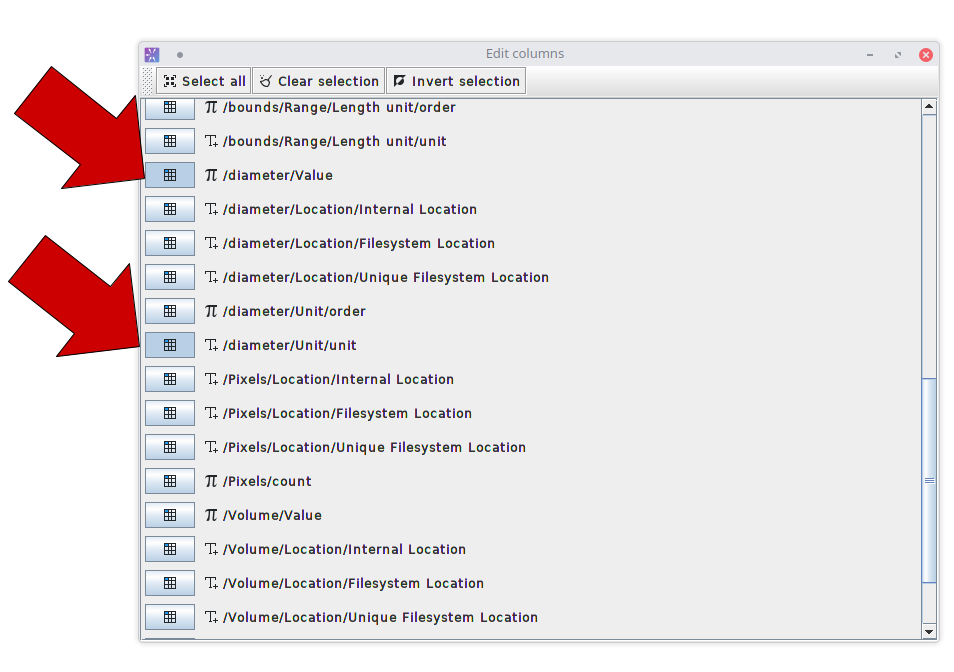 Edit columns
Select all Clear selection Invert selection
/bounds/Range/Length unit/order
/bounds/Range/Length unit/unit
/diameter/Value
/diameter/Location/Internal Location
/diameter/Location/Filesystem Location
/diameter/Location/Unique Filesystem Location
/diameter/Unit/order
/diameter/Unit/unit
/Pixels/Location/Internal Location
/Pixels/Location/Filesystem Location
/Pixels/Location/Unique Filesystem Location
/Pixels/count
/Volume/Value
/Volume/Location/Internal Location
/Volume/Location/Filesystem Location
/Volume/Location/Unique Filesystem Location